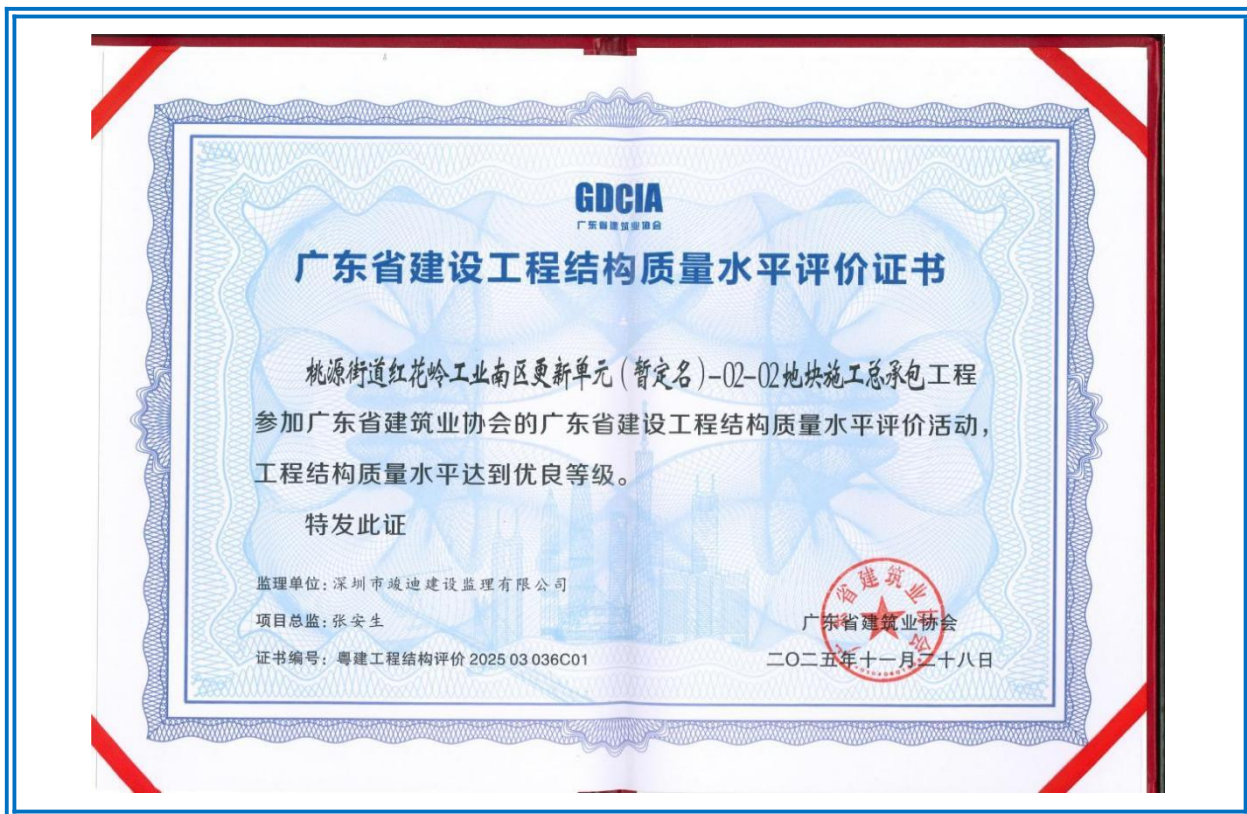 GDCIA
广东省建筑业协会
广东省建设工程结构质量水平评价证书
桃源街道红花岭工业南区更新单元(暂定名)-02-02地块施工总承包工程
参加广东省建筑业协会的广东省建设工程结构质量水平评价活动,
工程结构质量水平达到优良等级。
特发此证
监理单位:深圳市竣迪建设监理有限公司
项目总监:张安生
证书编号:粤建工程结构评价 2025 03 036C01
广东省建筑业协会
广东省建筑业协会
二〇二五年十一月二十八日